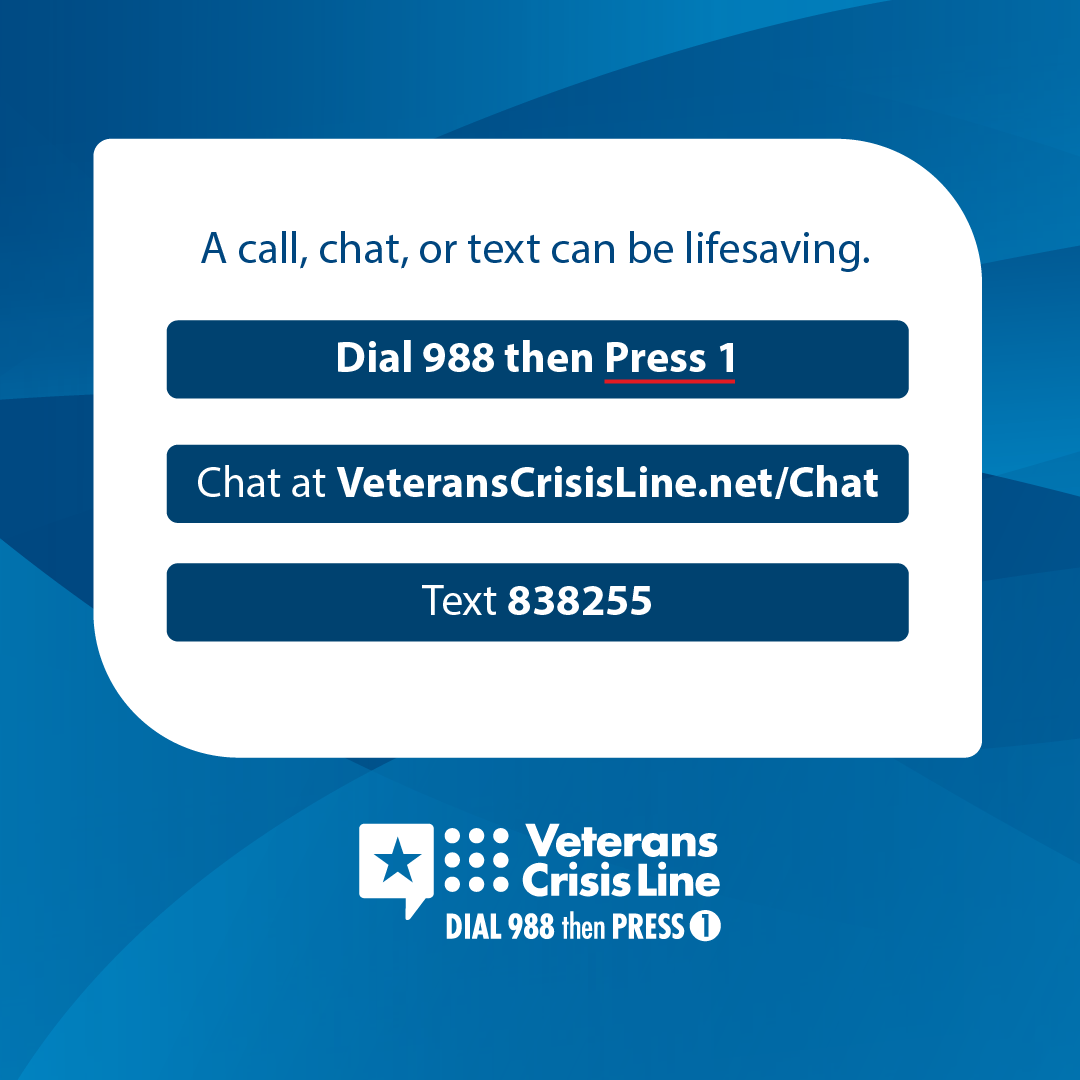 A call, chat, or text can be lifesaving.
Dial 988 then Press 1
Chat at VeteransCrisisLine.net/Chat
Text 838255
Veterans
Crisis Line
DIAL 988 then PRESS 1